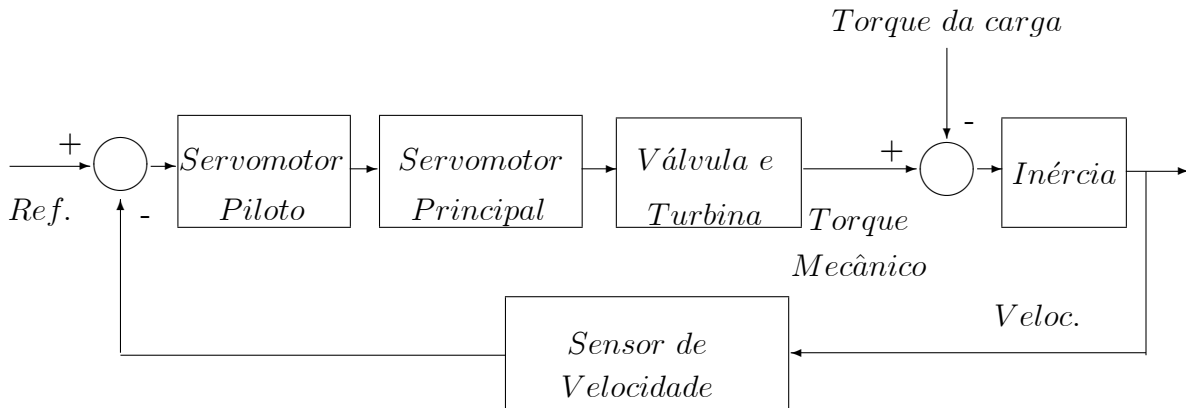 Torque da carga
-
+
+
Servomotor
Piloto
Servomotor
Principal
Válvula e
Turbina
Inércia
Ref.
-
Torque
Mecânico
Veloc.
Sensor de
Velocidade